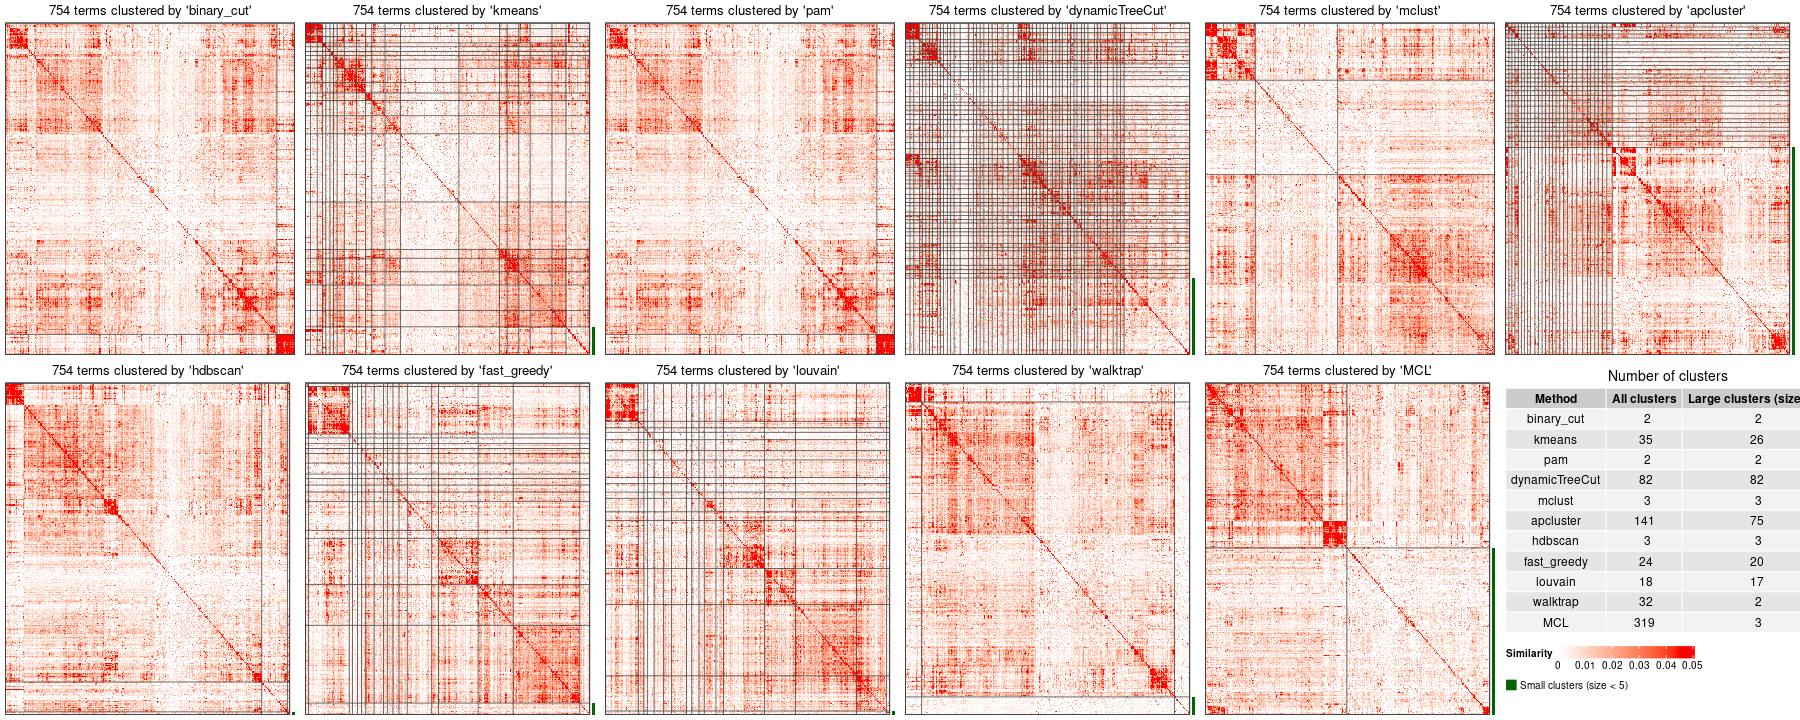 754 terms clustered by 'binary_cut'
754 terms clustered by 'kmeans'
754 terms clustered by 'pam'
754 terms clustered by 'dynamicTreeCut'
754 terms clustered by 'mclust'
754 terms clustered by 'apcluster'
754 terms clustered by 'hdbscan'
754 terms clustered by 'fast_greedy'
754 terms clustered by 'louvain'
754 terms clustered by 'walktrap'
754 terms clustered by 'MCL'
Number of clusters
Method All clusters Large clusters (size
binary_cut 2 2
kmeans 35 26
pam 2 2
dynamicTreeCut 82 82
mclust 3 3
apcluster 141 75
hdbscan 3 3
fast_greedy 24 20
louvain 18 17
walktrap 32 2
MCL 319 3
Similarity
0 0.01 0.02 0.03 0.04 0.05
Small clusters (size < 5)